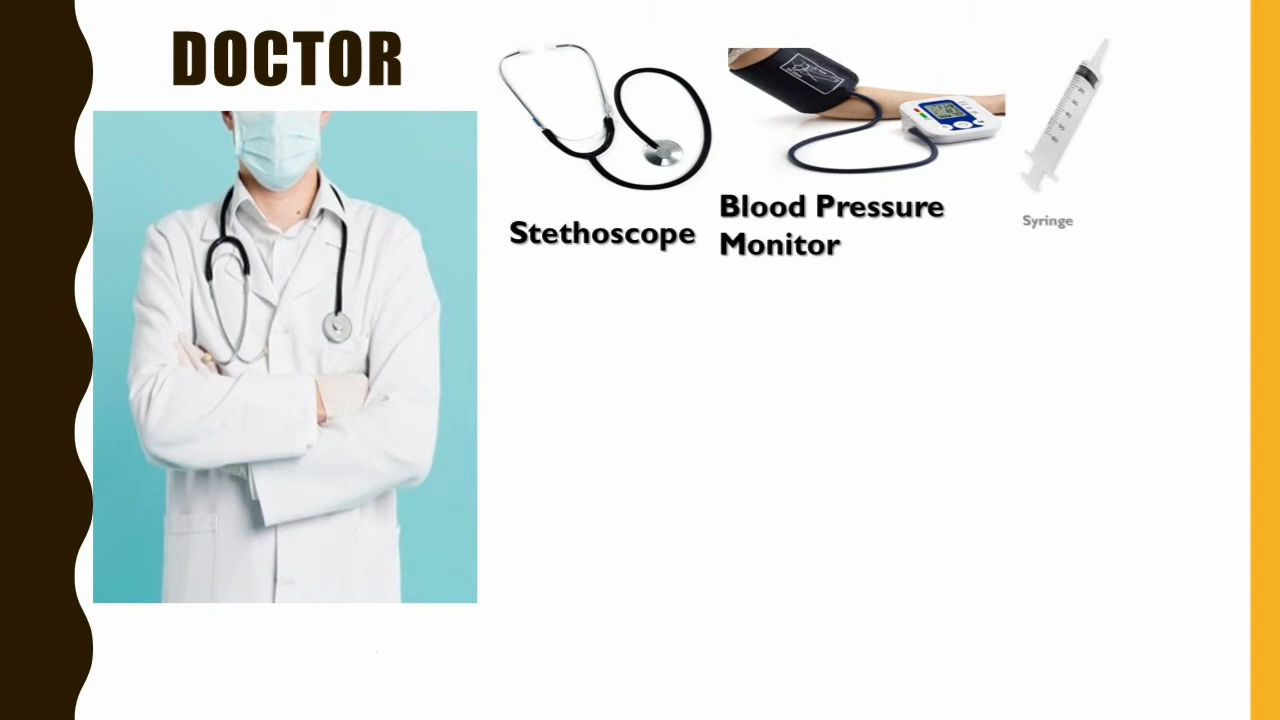 DOCTOR
Stethoscope
Blood Pressure
Monitor
Syringe